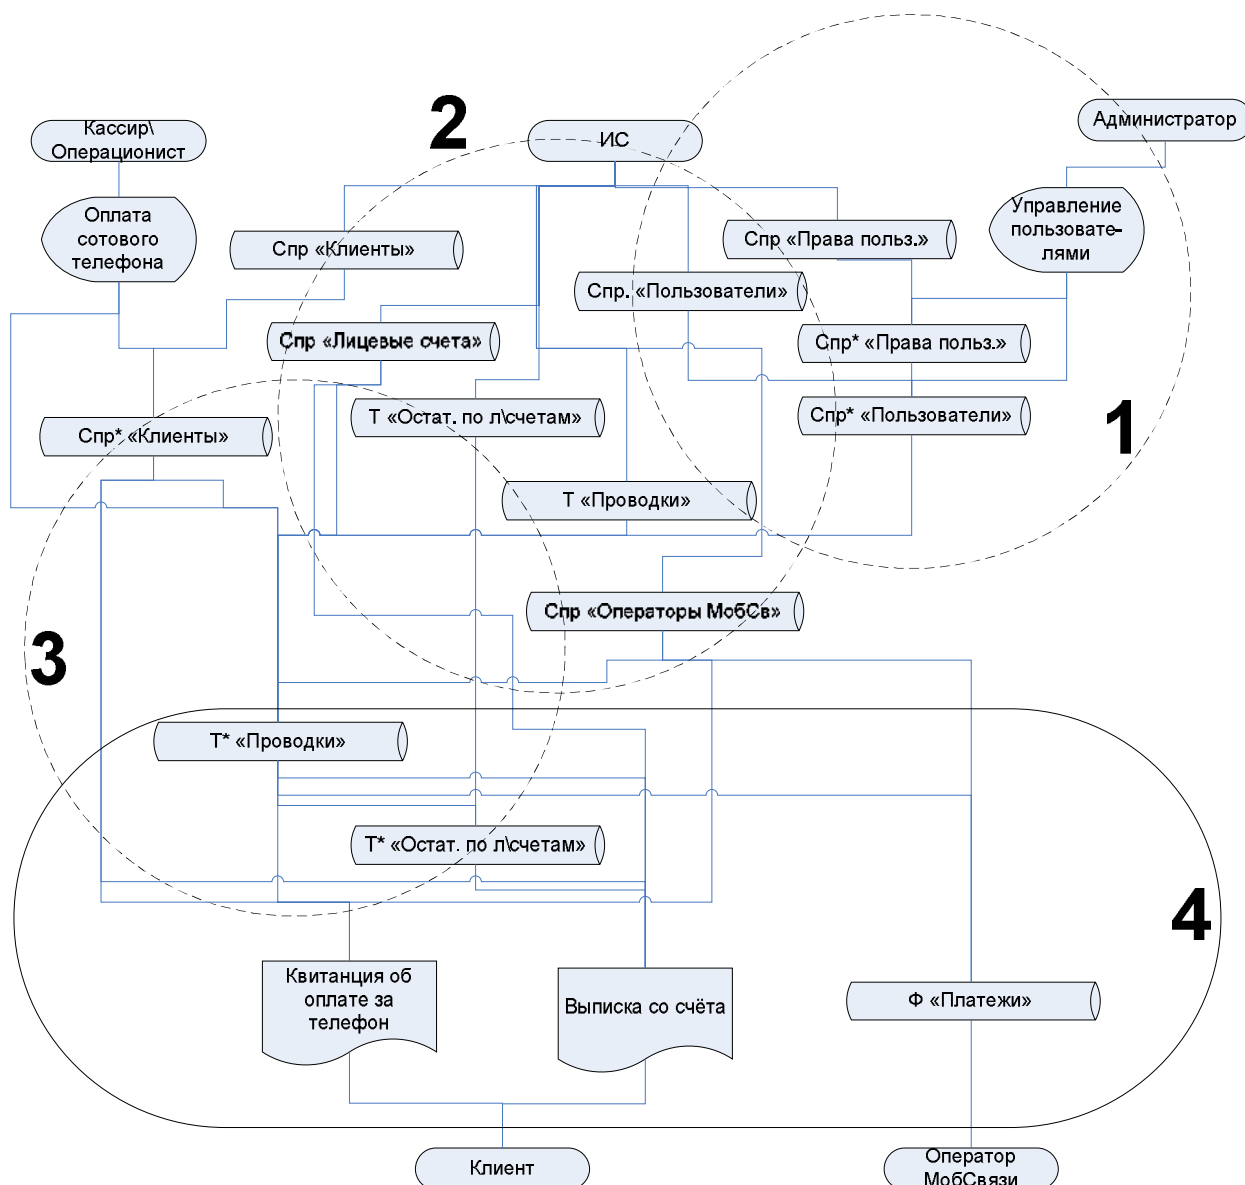 2
Кассир\
Операционист
ИС
Администратор
Оплата
сотового
телефона
Спр «Клиенты»
Спр «Права польз.»
Управление
пользовате-
лями
Спр. «Пользователи»
Спр «Лицевые счета»
Спр* «Права польз.»
Т «Остат. по л\счетам»
Спр* «Пользователи»
1
Спр* «Клиенты»
Т «Проводки»
Спр «Операторы МобСв»
3
Т* «Проводки»
Т* «Остат. по л\счетам»
4
Квитанция об
оплате за
телефон
Выписка со счёта
Ф «Платежи»
Клиент
Оператор
МобСвязи